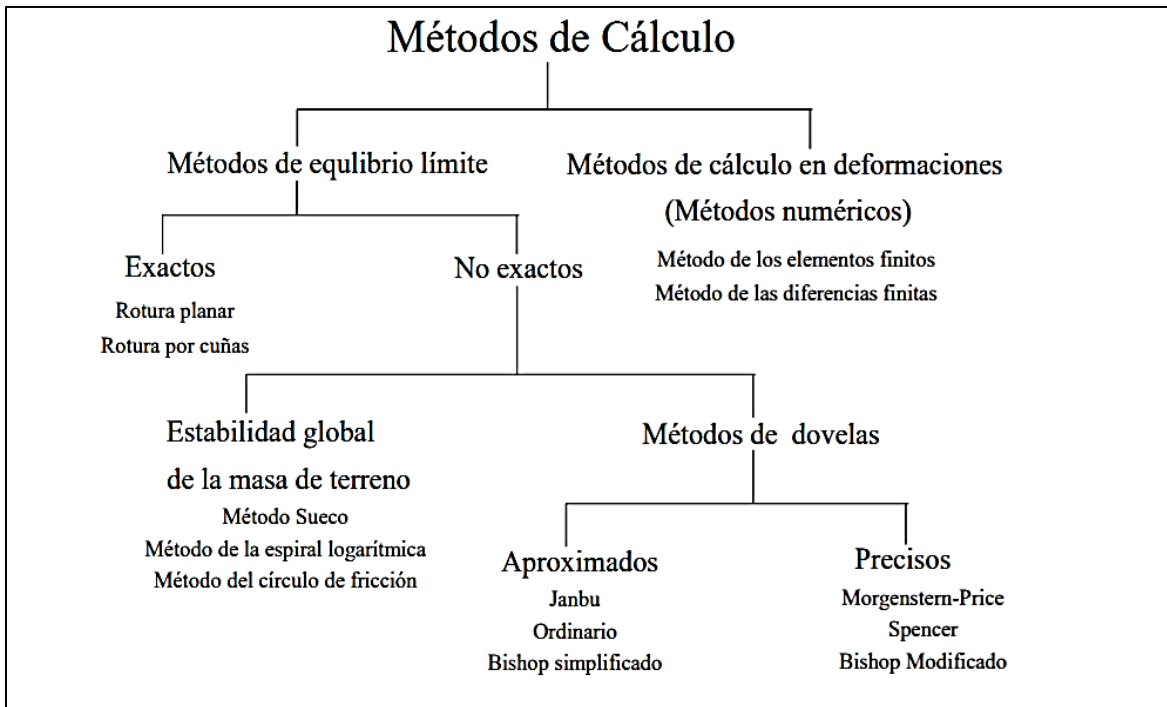 Métodos de Cálculo
Métodos de equlibrio límite
Métodos de cálculo en deformaciones
(Métodos numéricos)
Método de los elementos finitos
Método de las diferencias finitas
Exactos
Rotura planar
Rotura por cuñas
No exactos
Estabilidad global
de la masa de terreno
Método Sueco
Método de la espiral logarítmica
Método del círculo de fricción
Métodos de dovelas
Aproximados
Janbu
Ordinario
Bishop simplificado
Precisos
Morgenstern-Price
Spencer
Bishop Modificado